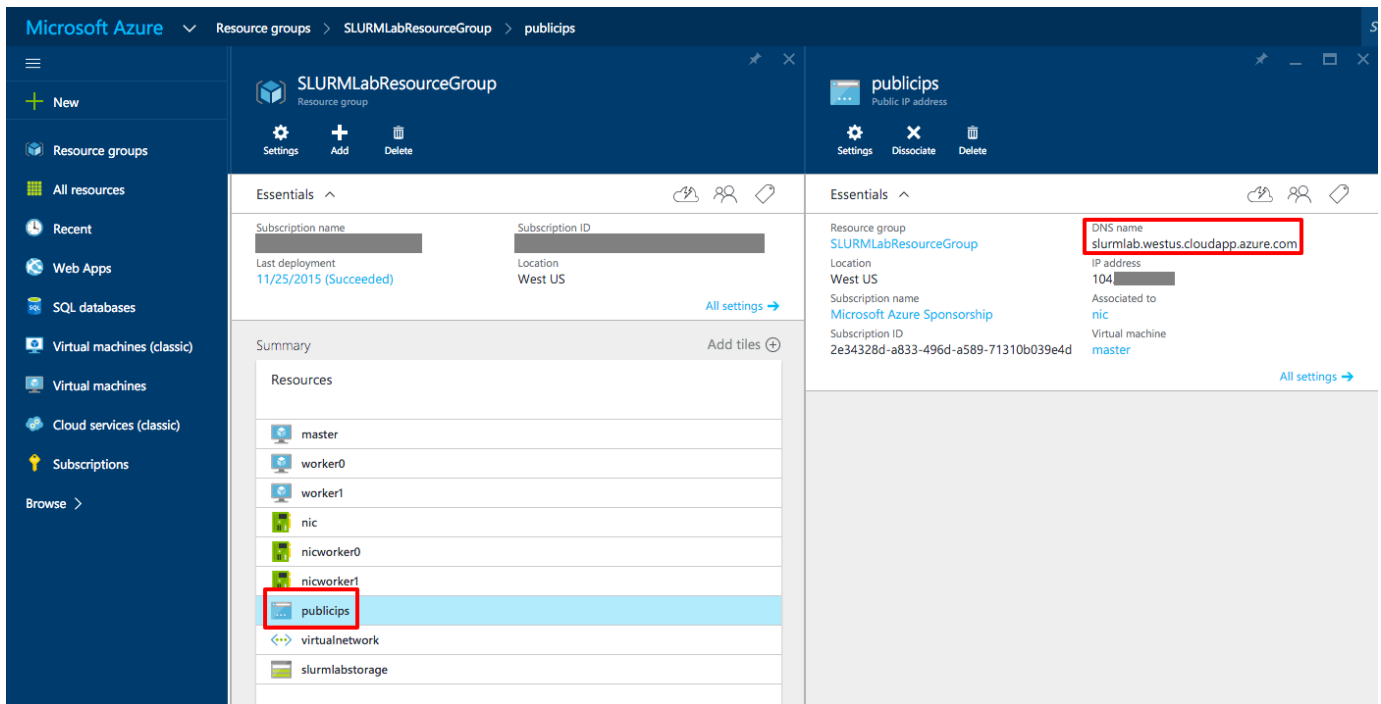 Microsoft Azure
Resource groups > SLURMLabResourceGroup > publicips
New
Resource groups
All resources
Recent
Web Apps
SQL databases
Virtual machines (classic)
Virtual machines
Cloud services (classic)
Subscriptions
Browse >
SLURMLabResourceGroup
Resource group
Settings Add Delete
Essentials
Subscription name Subscription ID
Last deployment Location
11/25/2015 (Succeeded) West US
All settings →
Summary Add tiles
Resources
master
worker0
worker1
nic
nicworker0
nicworker1
publicips
virtualnetwork
slurmlabstorage
publicips
Public IP address
Settings Dissociate Delete
Essentials
Resource group DNS name
SLURMLabResourceGroup slurmlab.westus.cloudapp.azure.com
Location IP address
West US 104.
Subscription name Associated to
Microsoft Azure Sponsorship nic
Subscription ID Virtual machine
2e34328d-a833-496d-a589-71310b039e4d master
All settings →